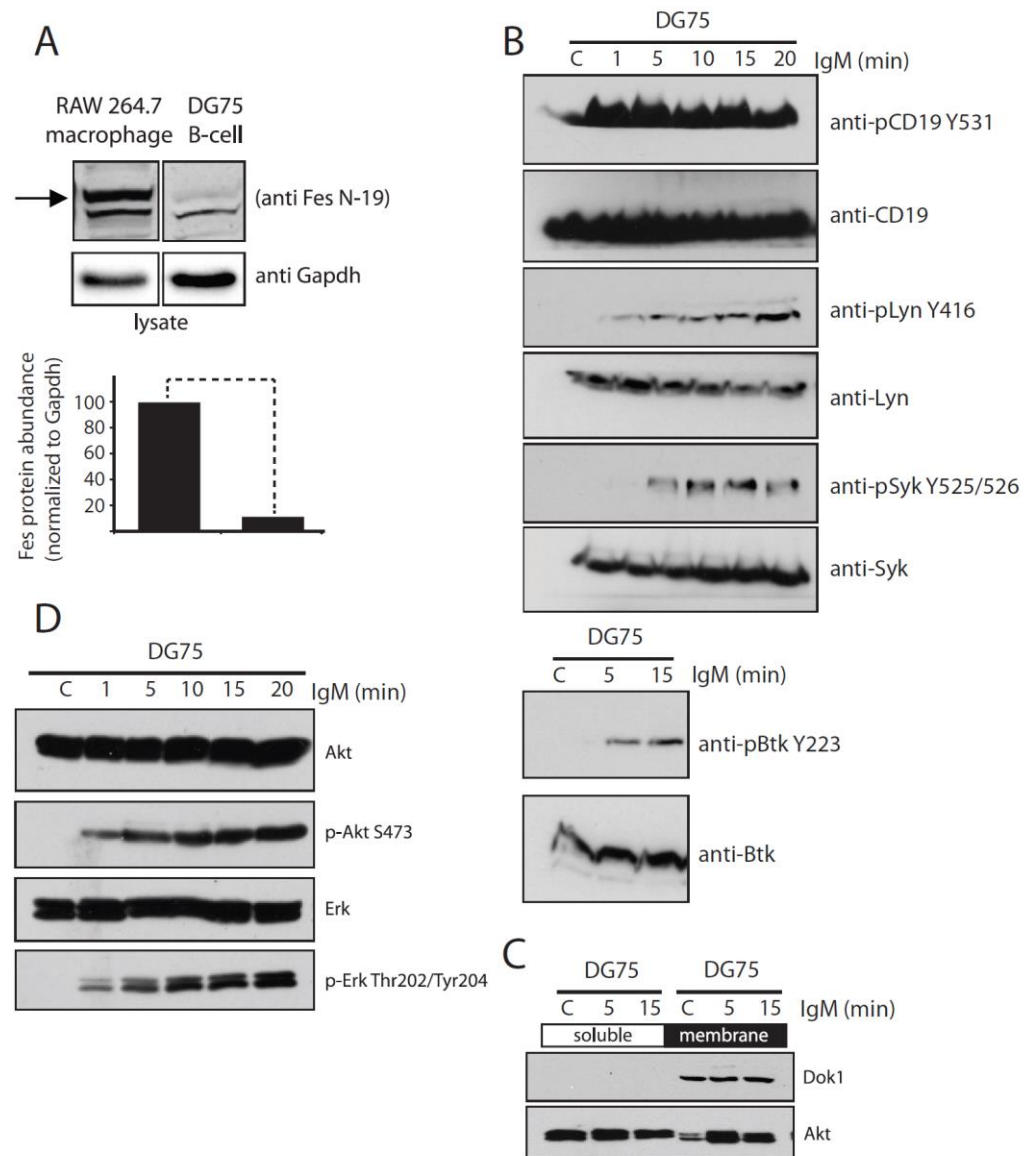 A
RAW 264.7 DG75
macrophage B-cell
(anti Fes N-19)
anti Gapdh
lysate
Fes protein abundance
(normalized to Gapdh)
100
80
60
40
20
B
DG75
C 1 5 10 15 20 IgM (min)
anti-pCD19 Y531
anti-CD19
anti-pLyn Y416
anti-Lyn
anti-pSyk Y525/526
anti-Syk
DG75
C 5 15 IgM (min)
anti-pBtk Y223
anti-Btk
D
DG75
C 1 5 10 15 20 IgM (min)
Akt
p-Akt S473
Erk
p-Erk Thr202/Tyr204
C
DG75 DG75
C 5 15 C 5 15 IgM (min)
soluble membrane
Dok1
Akt